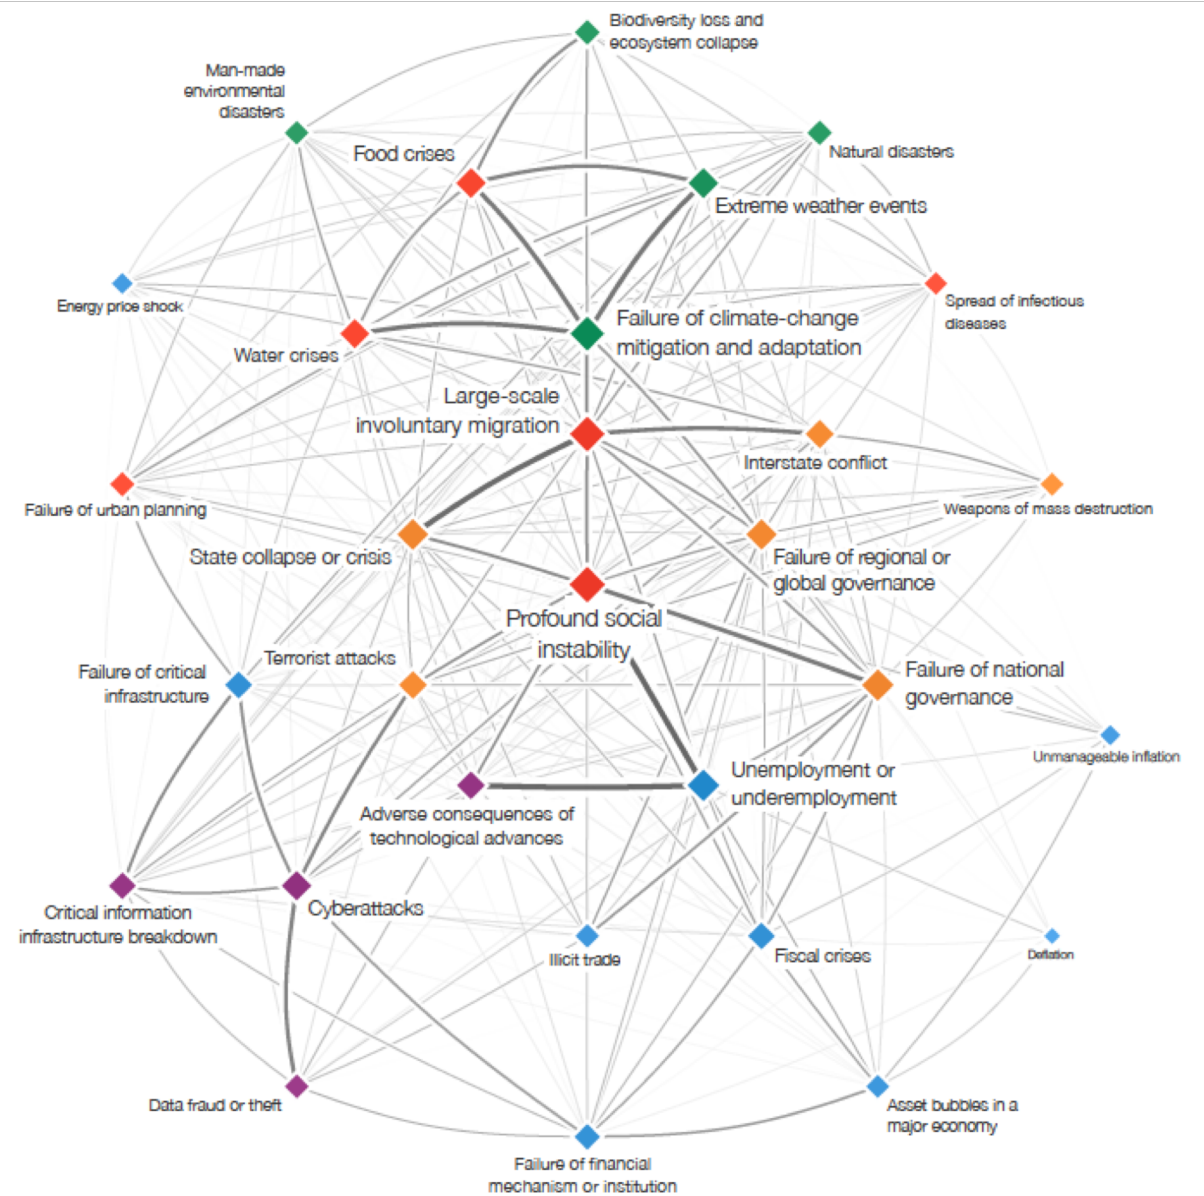 Biodiversity loss and
ecosystem collapse
Man-made
environmental
disasters
Food crises
Natural disasters
Extreme weather events
Energy price shock
Spread of infectious
diseases
Failure of climate-change
mitigation and adaptation
Water crises
Large-scale
involuntary migration
Interstate conflict
Failure of urban planning
Weapons of mass destruction
State collapse or crisis
Failure of regional or
global governance
Profound social
instability
Terrorist attacks
Failure of critical
infrastructure
Failure of national
governance
Unmanageable inflation
Unemployment or
underemployment
Adverse consequences of
technological advances
Critical information
infrastructure breakdown
Cyberattacks
Illicit trade
Fiscal crises
Deflation
Data fraud or theft
Asset bubbles in a
major economy
Failure of financial
mechanism or institution